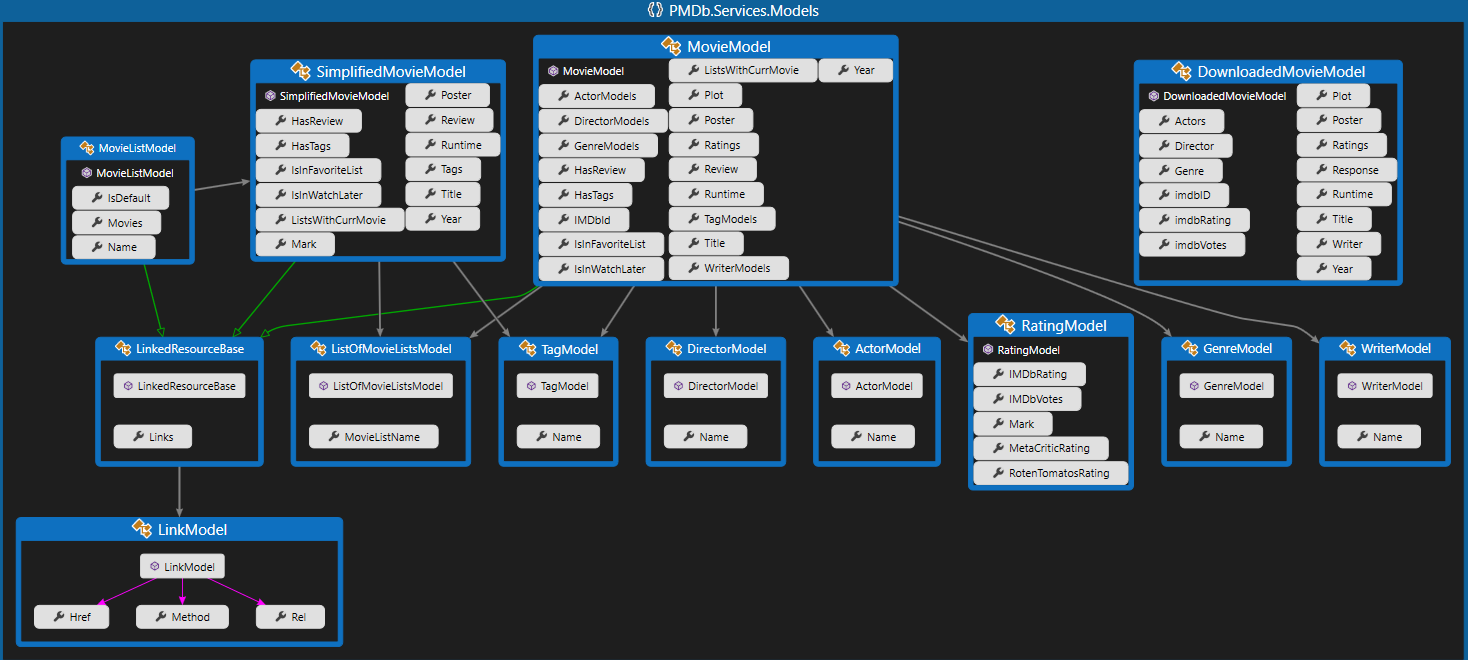 PMDb.Services.Models
MovieListModel
MovieListModel
IsDefault
Movies
Name
SimplifiedMovieModel
SimplifiedMovieModel
HasReview
HasTags
IsInFavoriteList
IsInWatchLater
ListsWithCurrMovie
Mark
Poster
Review
Runtime
Tags
Title
Year
MovieModel
MovieModel
ActorModels
DirectorModels
GenreModels
HasReview
HasTags
IMDbId
IsInFavoriteList
IsInWatchLater
ListsWithCurrMovie
Plot
Poster
Ratings
Review
Runtime
TagModels
Title
WriterModels
Year
DownloadedMovieModel
DownloadedMovieModel
Actors
Director
Genre
imdbID
imdbRating
imdbVotes
Plot
Poster
Ratings
Response
Runtime
Title
Writer
Year
LinkedResourceBase
LinkedResourceBase
Links
ListOfMovieListsModel
ListOfMovieListsModel
MovieListName
TagModel
TagModel
Name
DirectorModel
DirectorModel
Name
ActorModel
ActorModel
Name
RatingModel
RatingModel
IMDbRating
IMDbVotes
Mark
MetaCriticRating
RotenTomatosRating
GenreModel
GenreModel
Name
WriterModel
WriterModel
Name
LinkModel
LinkModel
Href
Method
Rel